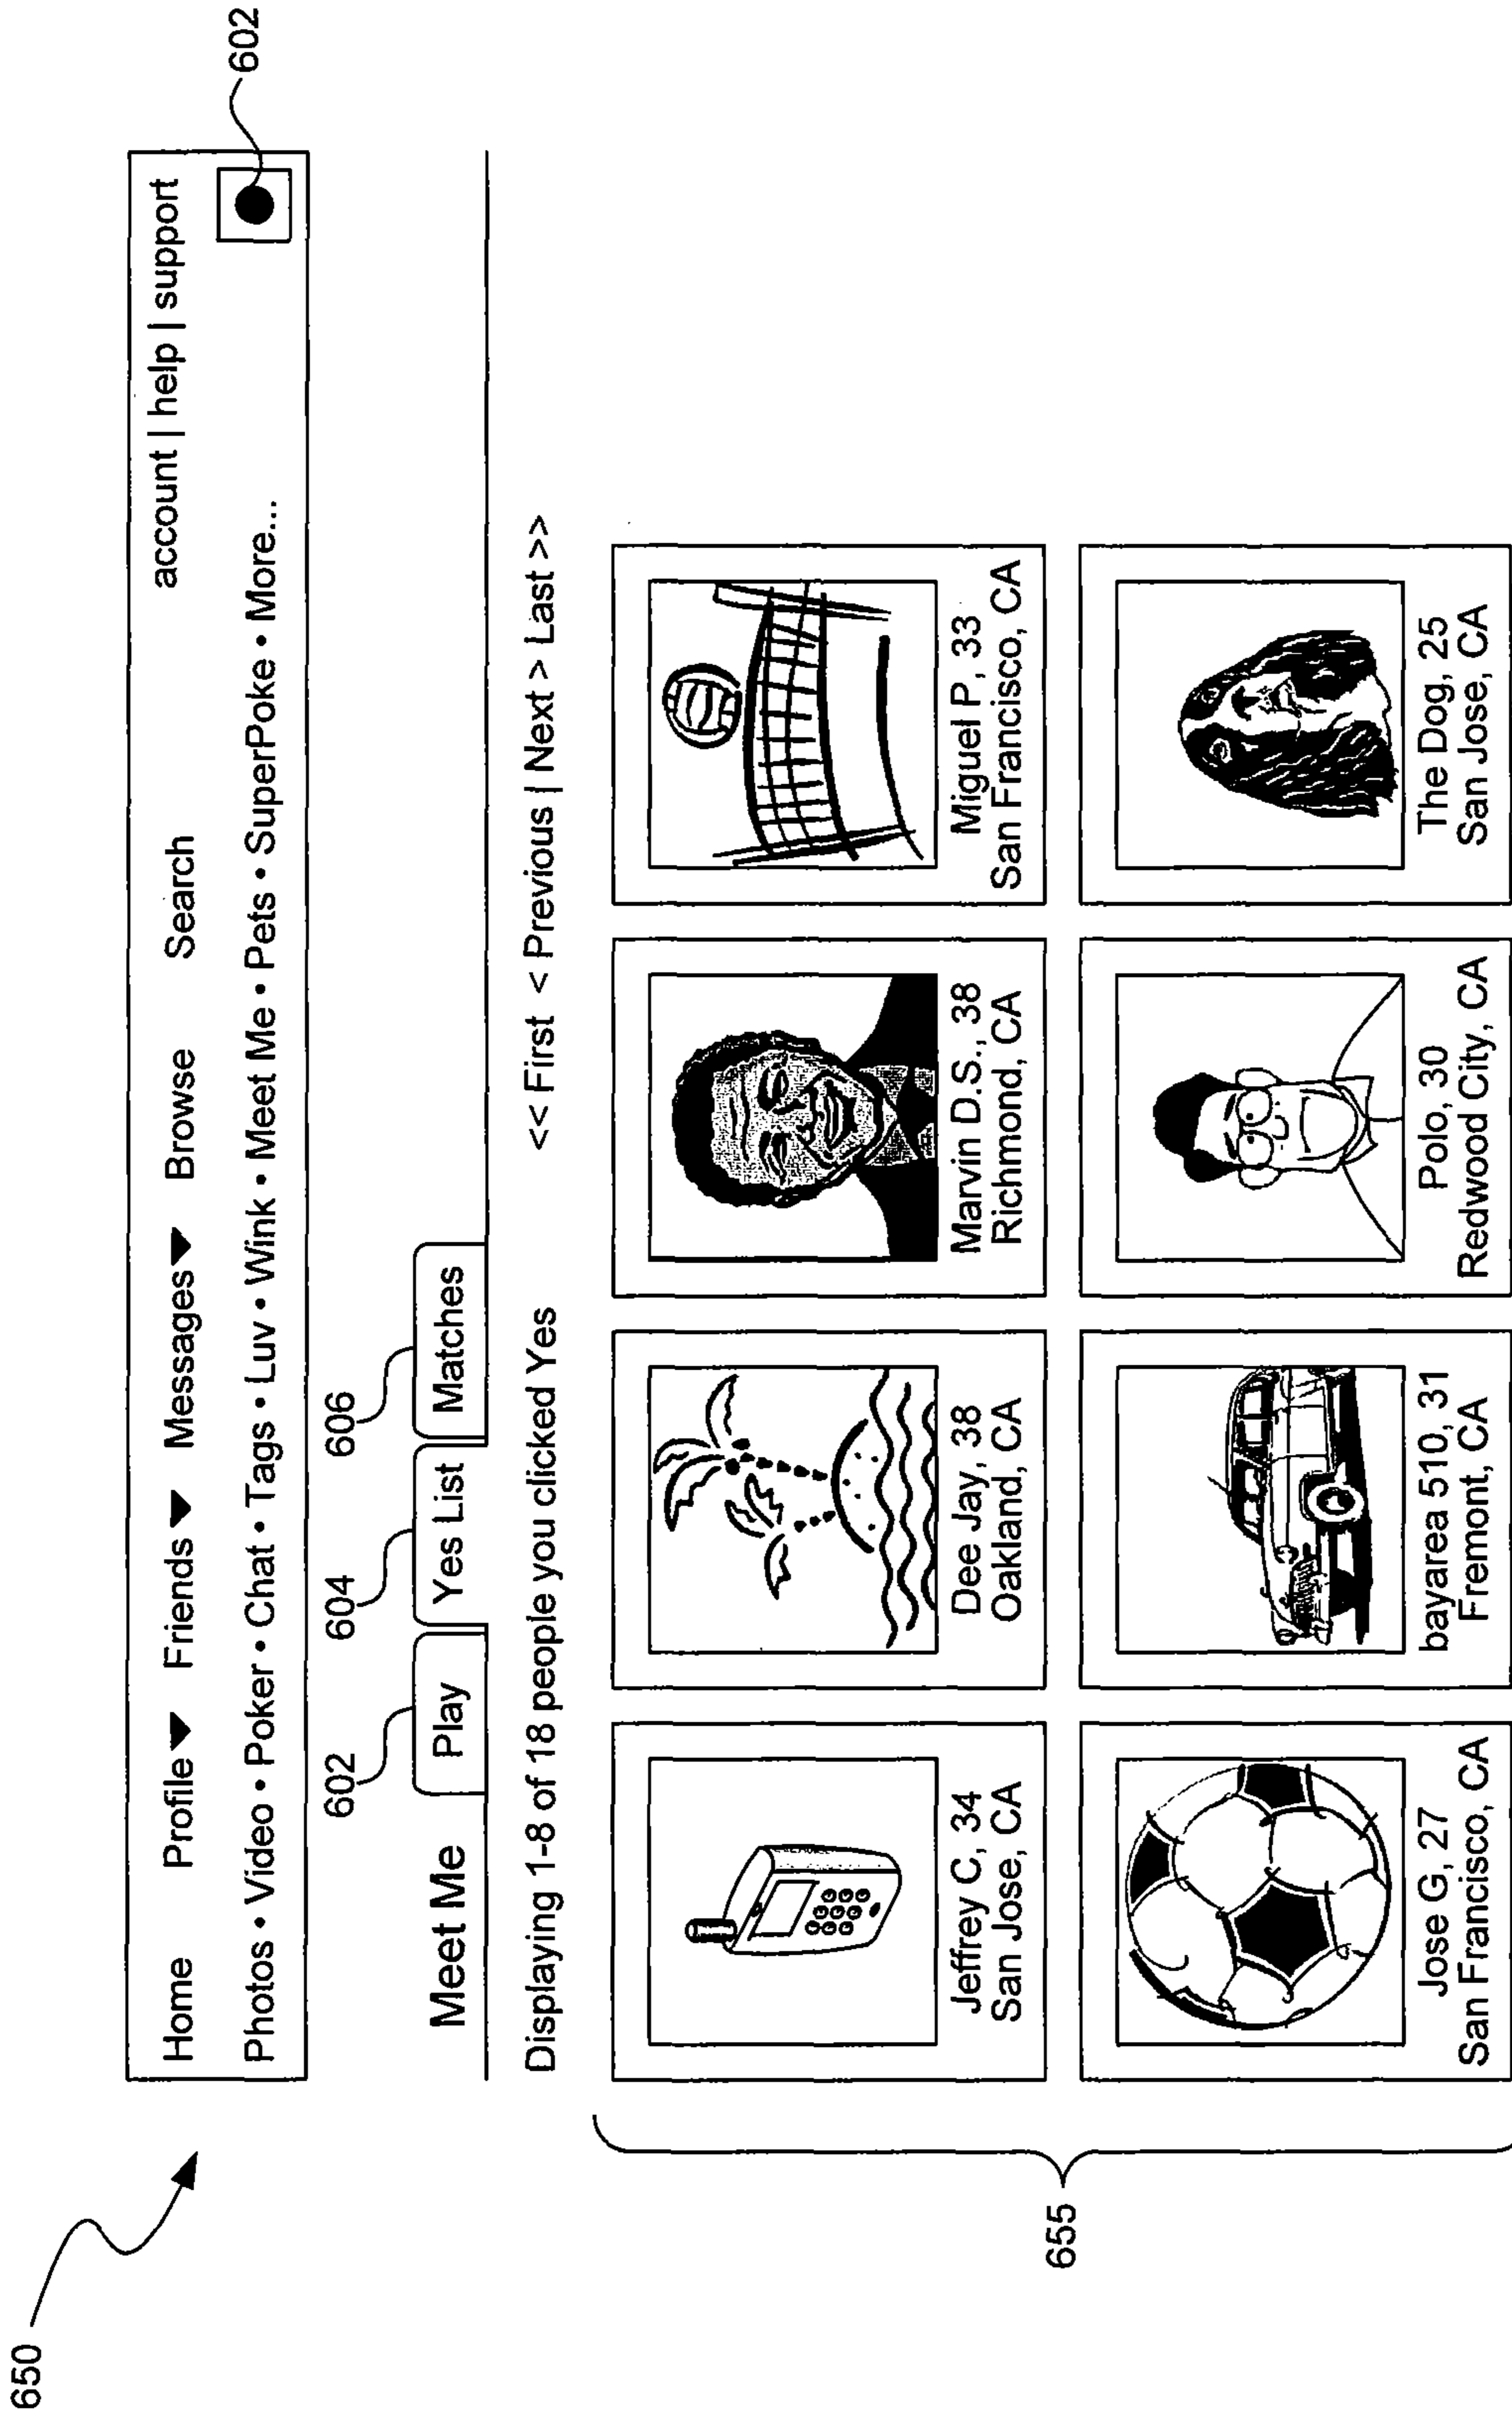 650
account | help | support
Home Profile Friends Messages Browse Search
Photos • Video • Poker • Chat • Tags • Luv • Wink • Meet Me • Pets • SuperPoke • More...
602
602 604 606
Meet Me Play Yes List Matches
Displaying 1-8 of 18 people you clicked Yes << First < Previous | Next > Last >>
655
Jeffrey C, 34
San Jose, CA
Dee Jay, 38
Oakland, CA
Marvin D.S., 38
Richmond, CA
Miguel P, 33
San Francisco, CA
Jose G, 27
San Francisco, CA
bayarea 510, 31
Fremont, CA
Polo, 30
Redwood City, CA
The Dog, 25
San Jose, CA